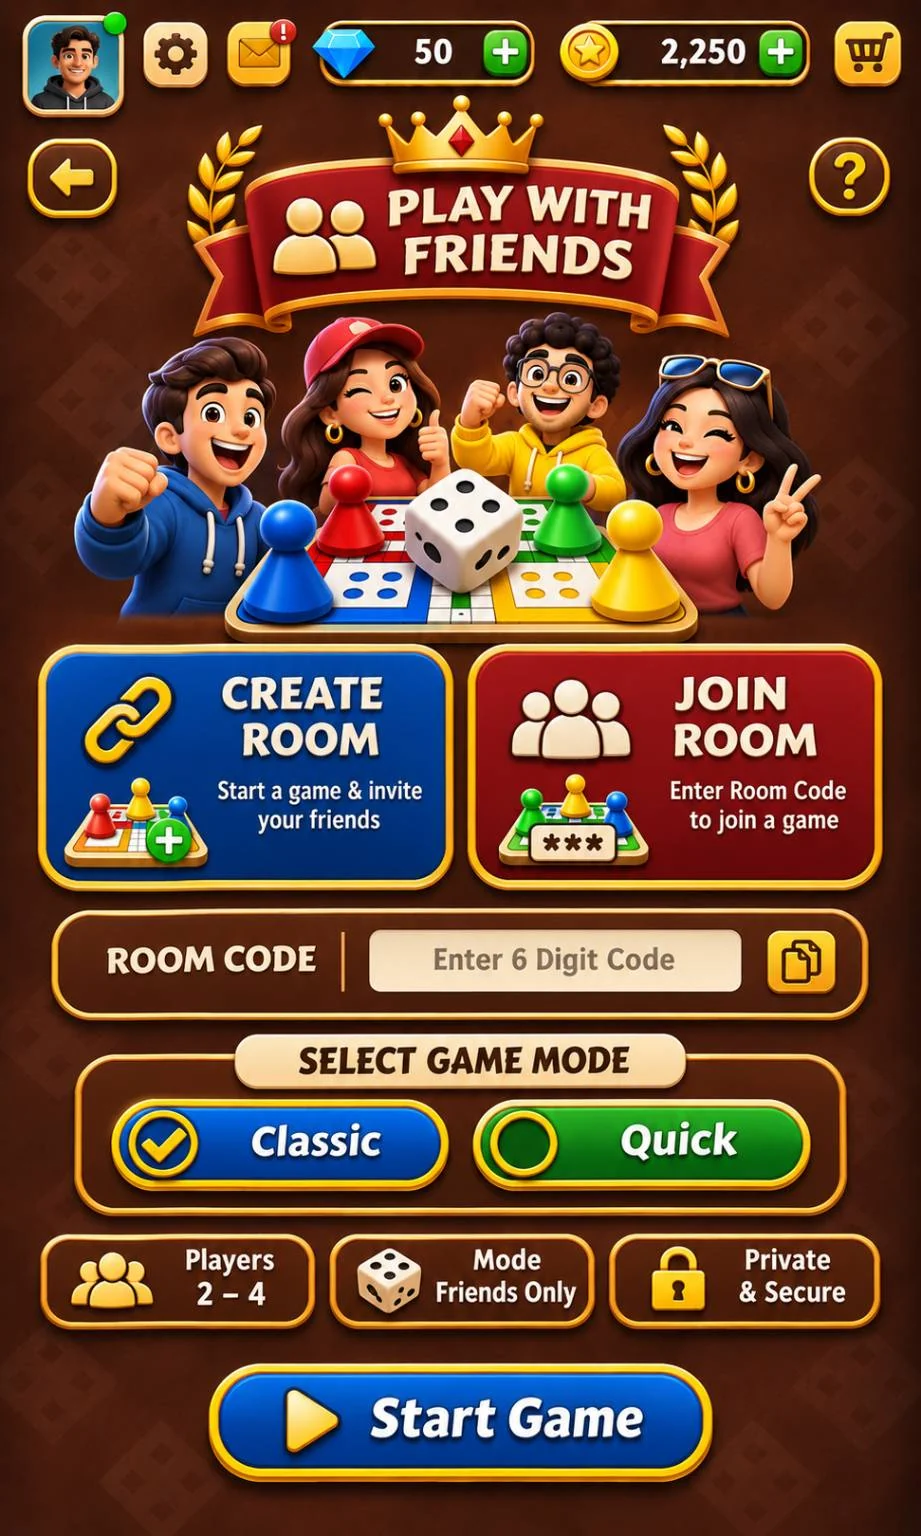 50
2,250
PLAY WITH
FRIENDS
CREATE
ROOM
Start a game & invite
your friends
JOIN
ROOM
Enter Room Code
to join a game
***
ROOM CODE
Enter 6 Digit Code
SELECT GAME MODE
Classic
Quick
Players
2 – 4
Mode
Friends Only
Private
& Secure
Start Game